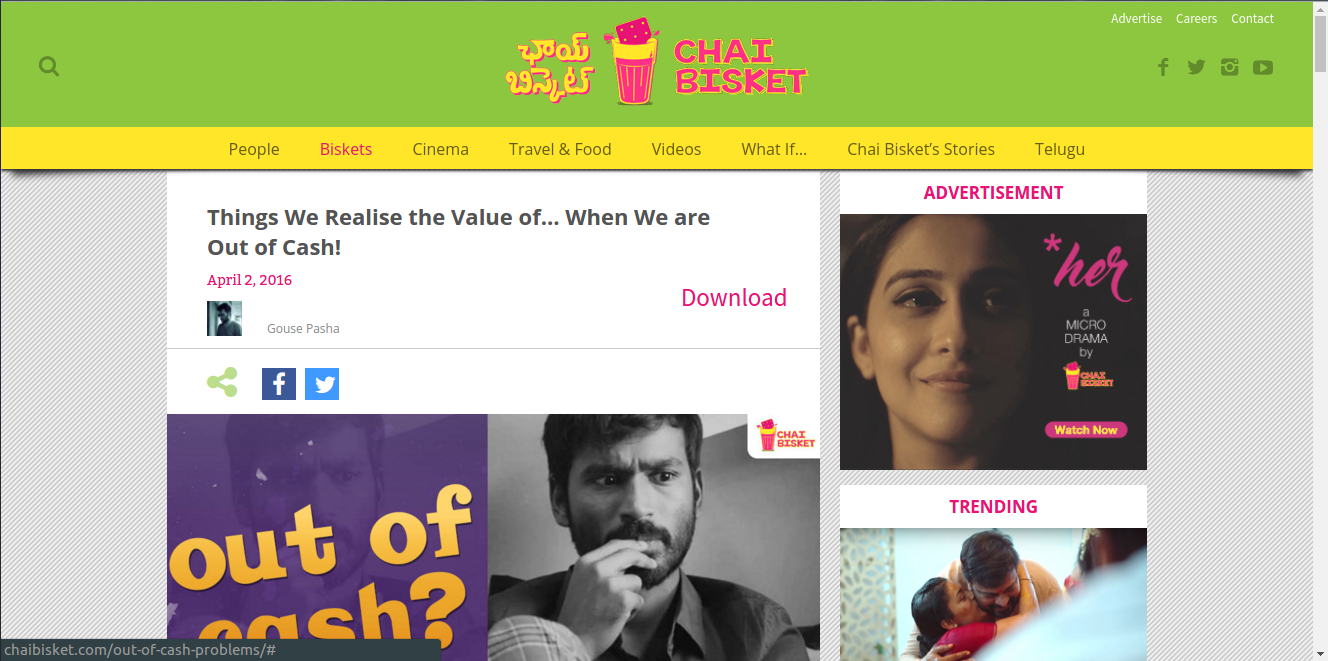 Advertise Careers Contact
ఛాయ్
బిస్కెట్
CHAI
BISKET
People Biskets Cinema Travel & Food Videos What If... Chai Bisket's Stories Telugu
Things We Realise the Value of... When We are
Out of Cash!
April 2, 2016
Gouse Pasha
Download
out of
cash?
CHAI
BISKET
ADVERTISEMENT
*her
a
MICRO
DRAMA
by
CHAI
BISKET
Watch Now
TRENDING
chaibisket.com/out-of-cash-problems/#